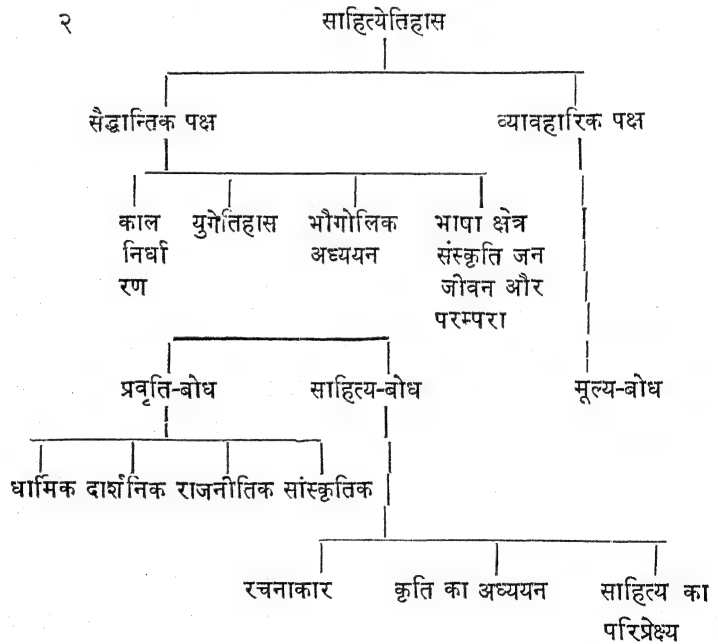 २ साहित्येतिहास
सैद्धान्तिक पक्ष व्यावहारिक पक्ष
काल युगेतिहास भौगोलिक भाषा क्षेत्र
निर्धा अध्ययन संस्कृति जन
रण जोवन और
परम्परा
प्रवृति-बोध साहित्य-बोध मूल्य-बोध
धार्मिक दार्शनिक राजनीतिक सांस्कृतिक
रचनाकार कृति का अध्ययन साहित्य का
परिप्रेक्ष्य